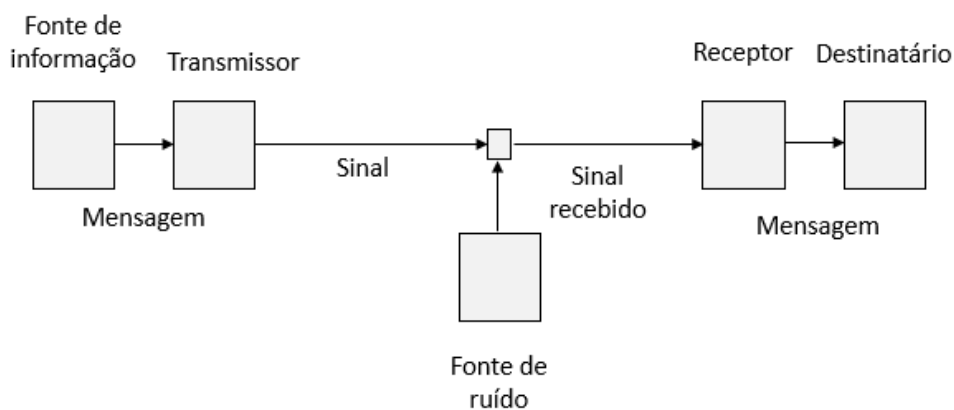 Fonte de
informação
Transmissor
Receptor
Destinatário
Sinal
Sinal
recebido
Mensagem
Mensagem
Fonte de
ruído